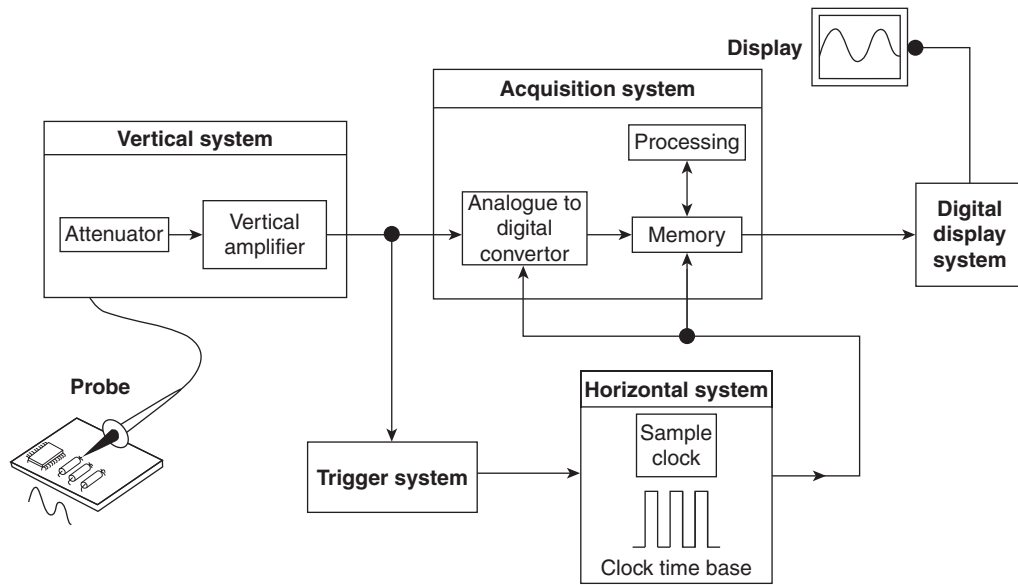 Display
Acquisition system
Vertical system
Processing
Attenuator
Vertical
amplifier
Analogue to
digital
convertor
Memory
Digital
display
system
Probe
Horizontal system
Sample
clock
Trigger system
Clock time base